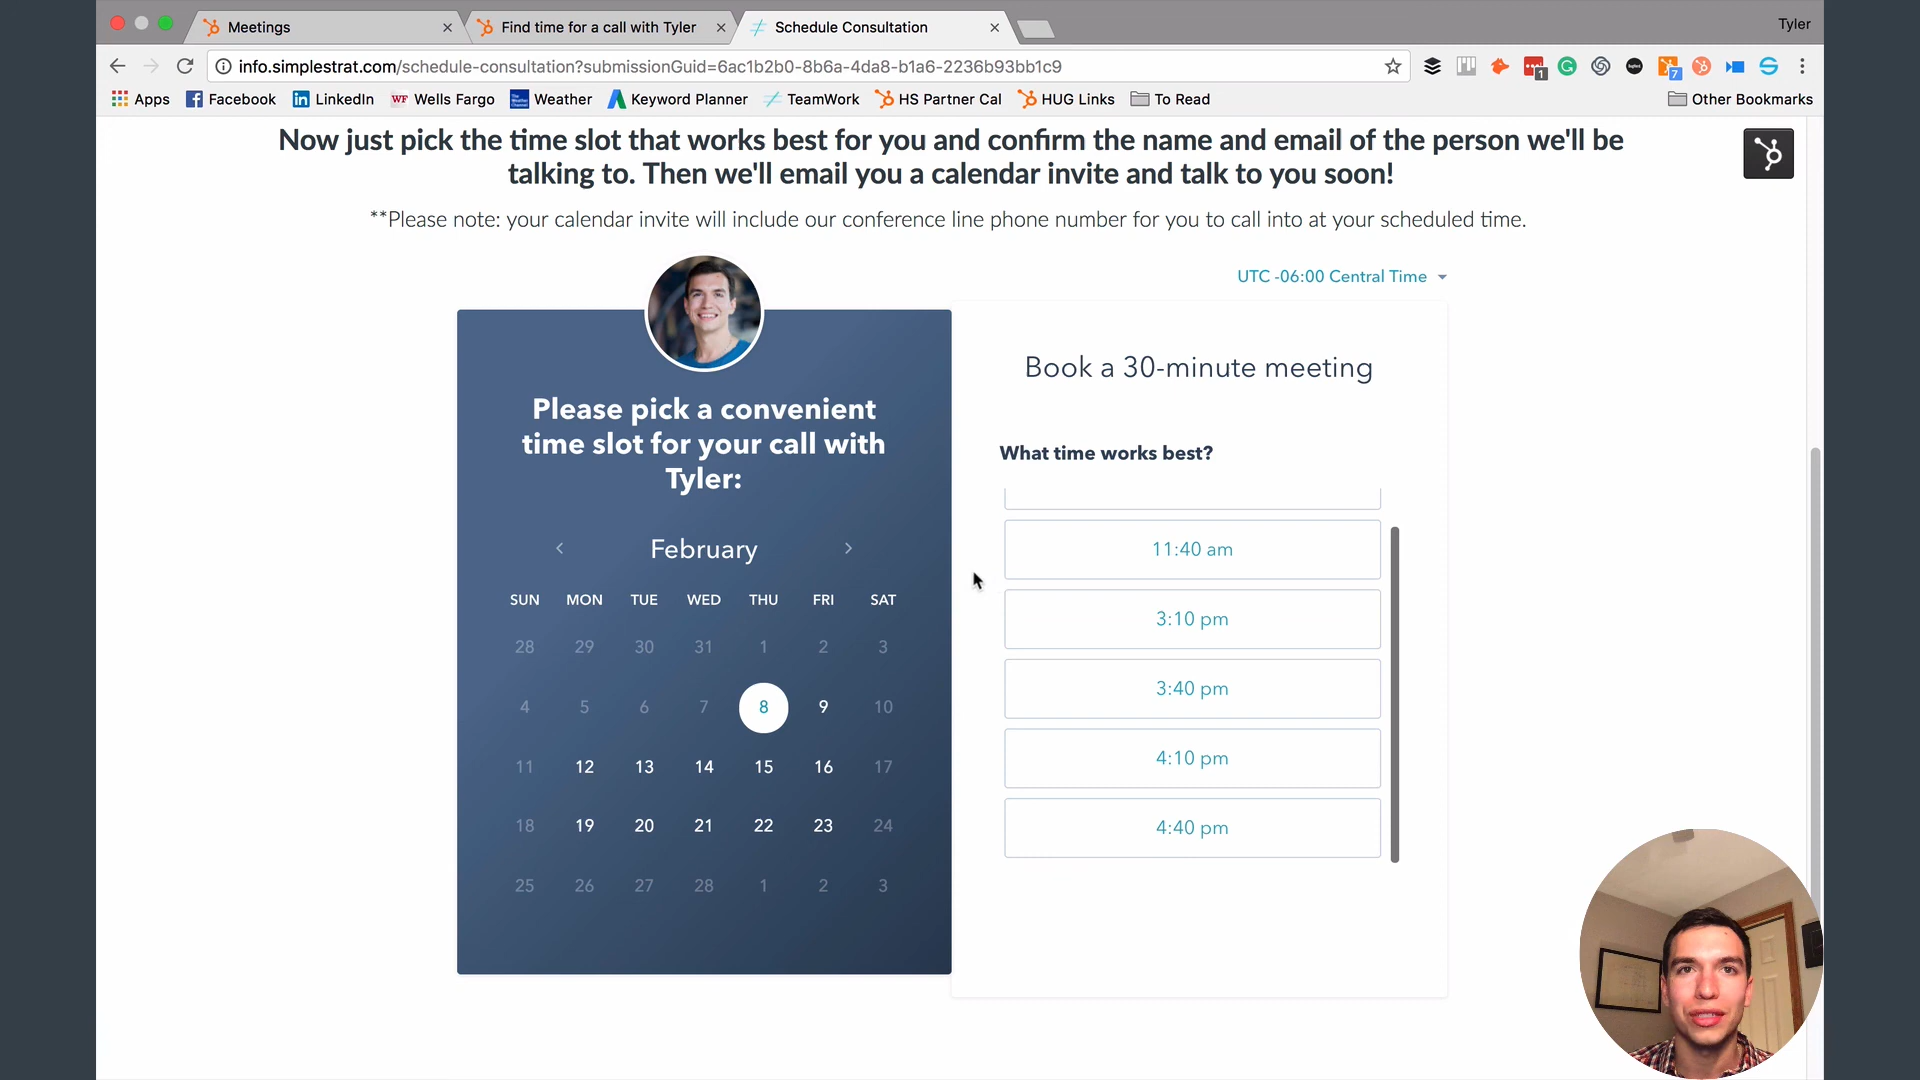 Meetings
Find time for a call with Tyler
Schedule Consultation
Tyler
info.simplestrat.com/schedule-consultation?submissionGuid=6ac1b2b0-8b6a-4da8-b1a6-2236b93bb1c9
1
7
Apps
Facebook
LinkedIn
WF Wells Fargo
Weather
Keyword Planner
TeamWork
HS Partner Cal
HUG Links
To Read
Other Bookmarks
Now just pick the time slot that works best for you and confirm the name and email of the person we'll be
talking to. Then we'll email you a calendar invite and talk to you soon!
**Please note: your calendar invite will include our conference line phone number for you to call into at your scheduled time.
UTC -06:00 Central Time
Please pick a convenient
time slot for your call with
Tyler:
February
SUN MON TUE WED THU FRI SAT
28 29 30 31 1 2 3
4 5 6 7 8 9 10
11 12 13 14 15 16 17
18 19 20 21 22 23 24
25 26 27 28 1 2 3
Book a 30-minute meeting
What time works best?
11:40 am
3:10 pm
3:40 pm
4:10 pm
4:40 pm